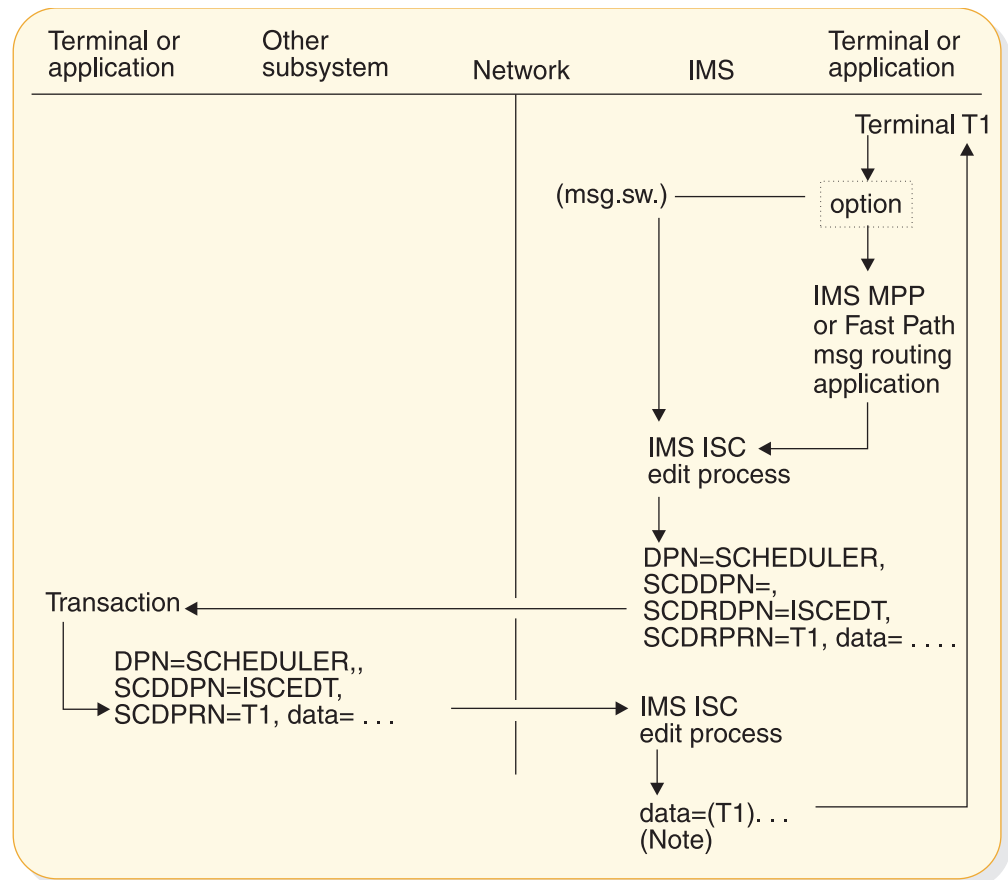 Terminal or
application
Other
subsystem
Network
IMS
Terminal or
application
Terminal T1
(msg.sw.)
option
IMS MPP
or Fast Path
msg routing
application
IMS ISC
edit process
DPN=SCHEDULER,
SCDDPN=,
SCDRDPN=ISCEDT,
SCDRPRN=T1, data= . . . .
Transaction
DPN=SCHEDULER,,
SCDDPN=ISCEDT,
SCDPRN=T1, data= . . .
IMS ISC
edit process
data=(T1). . .
(Note)